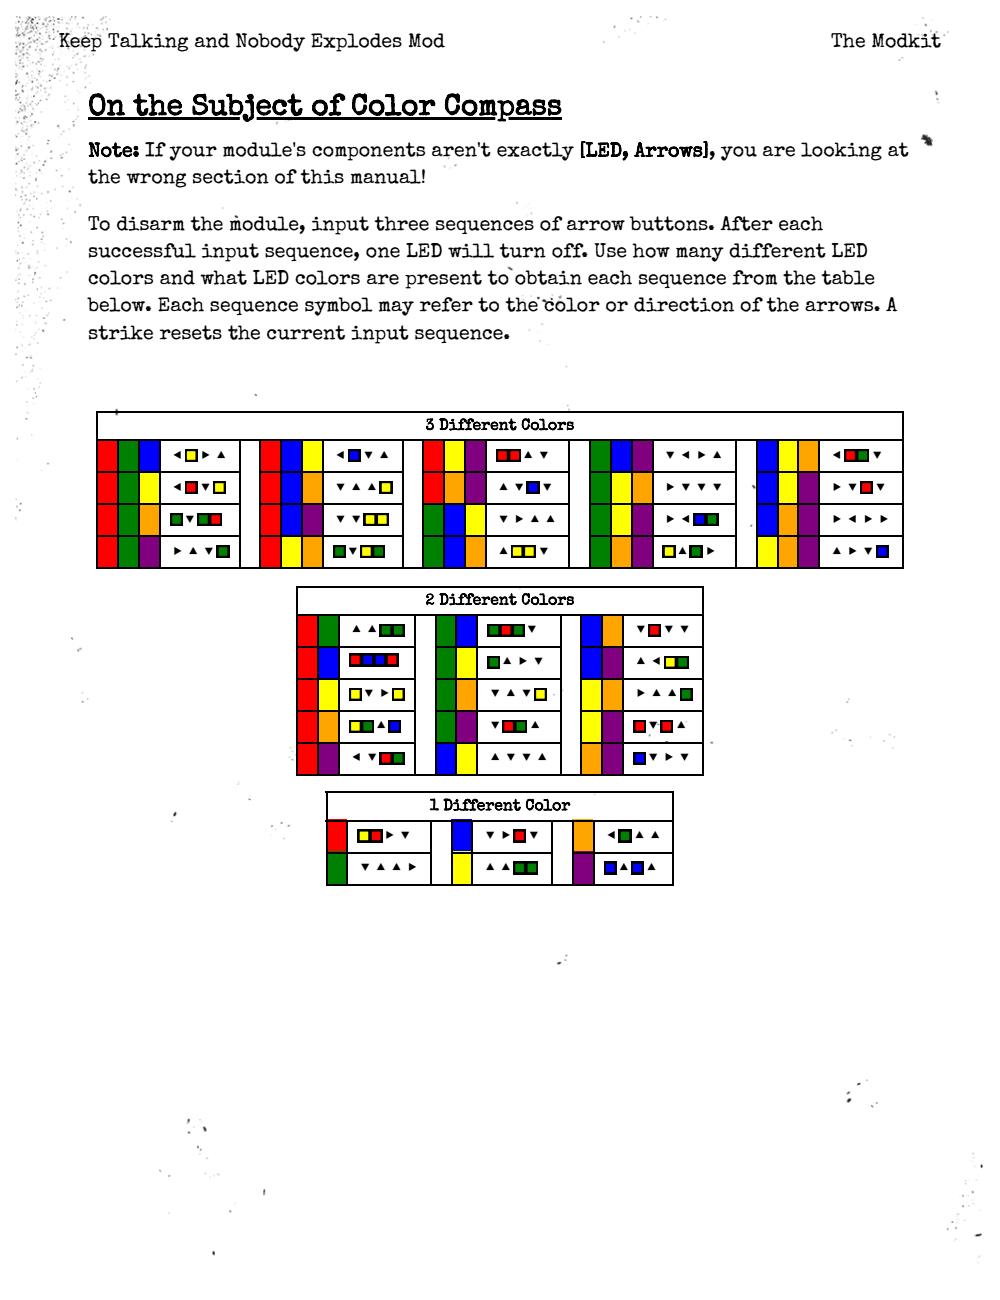 Keep Talking and Nobody Explodes Mod
The Modkit
On the Subject of Color Compass
Note: If your module's components aren't exactly [LED, Arrows], you are looking at
the wrong section of this manual!
To disarm the module, input three sequences of arrow buttons. After each
successful input sequence, one LED will turn off. Use how many different LED
colors and what LED colors are present to obtain each sequence from the table
below. Each sequence symbol may refer to the color or direction of the arrows. A
strike resets the current input sequence.
3 Different Colors
2 Different Colors
1 Different Color